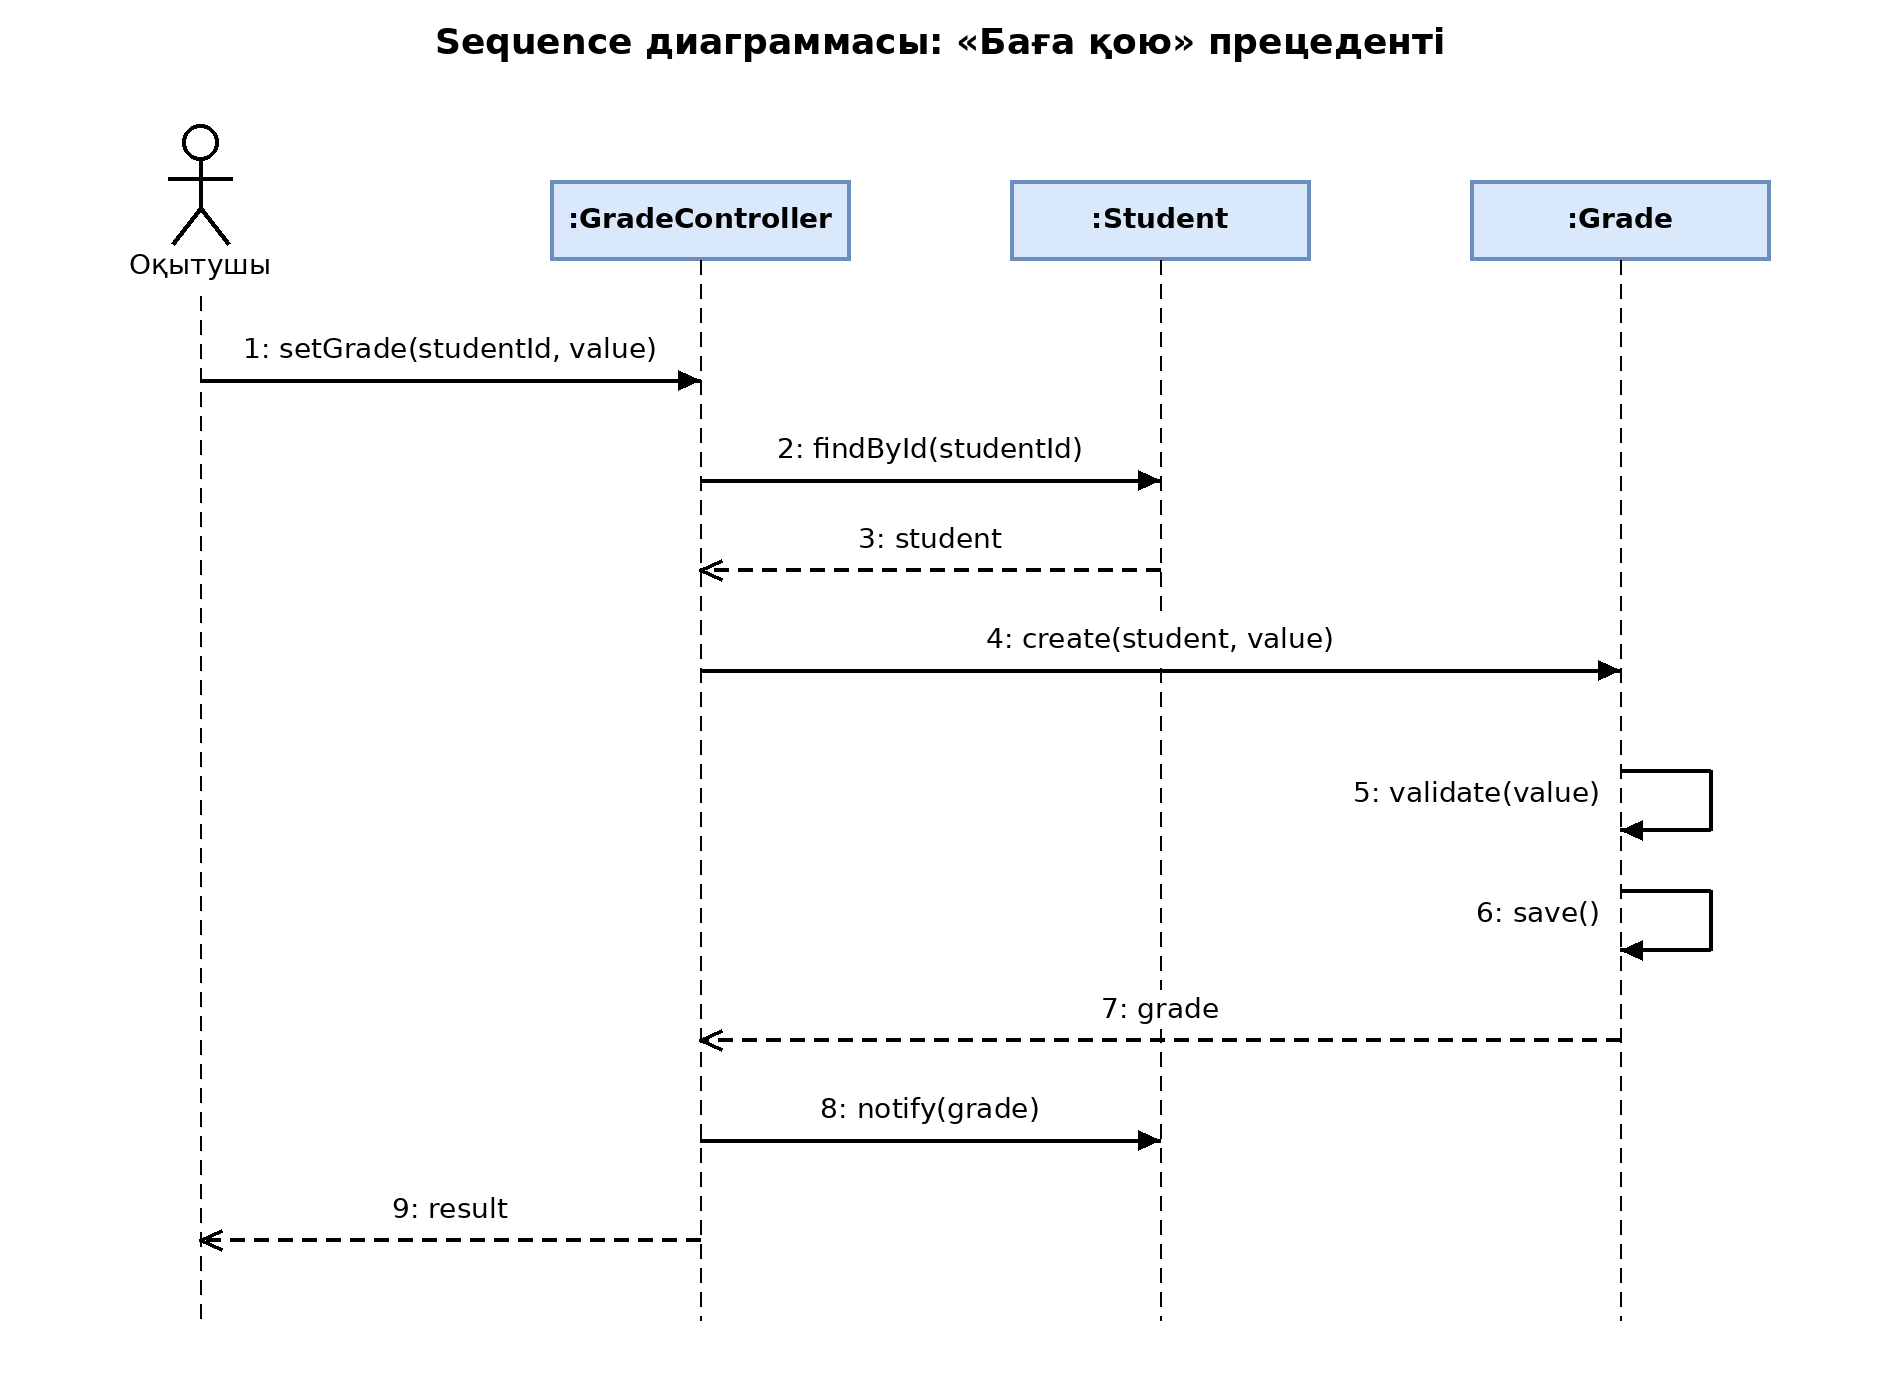 Sequence диаграммасы: «Баға қою» прецеденті
Оқытушы
:GradeController
:Student
:Grade
1: setGrade(studentId, value)
2: findById(studentId)
3: student
4: create(student, value)
5: validate(value)
6: save()
7: grade
8: notify(grade)
9: result